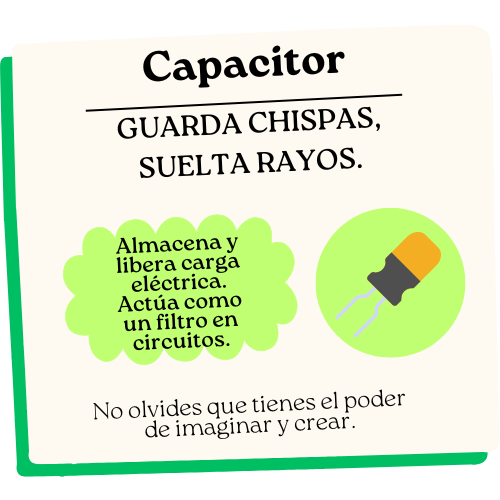 Capacitor
GUARDA CHISPAS,
SUELTA RAYOS.
Almacena y
libera carga
eléctrica.
Actúa como
un filtro en
circuitos.
No olvides que tienes el poder
de imaginar y crear.